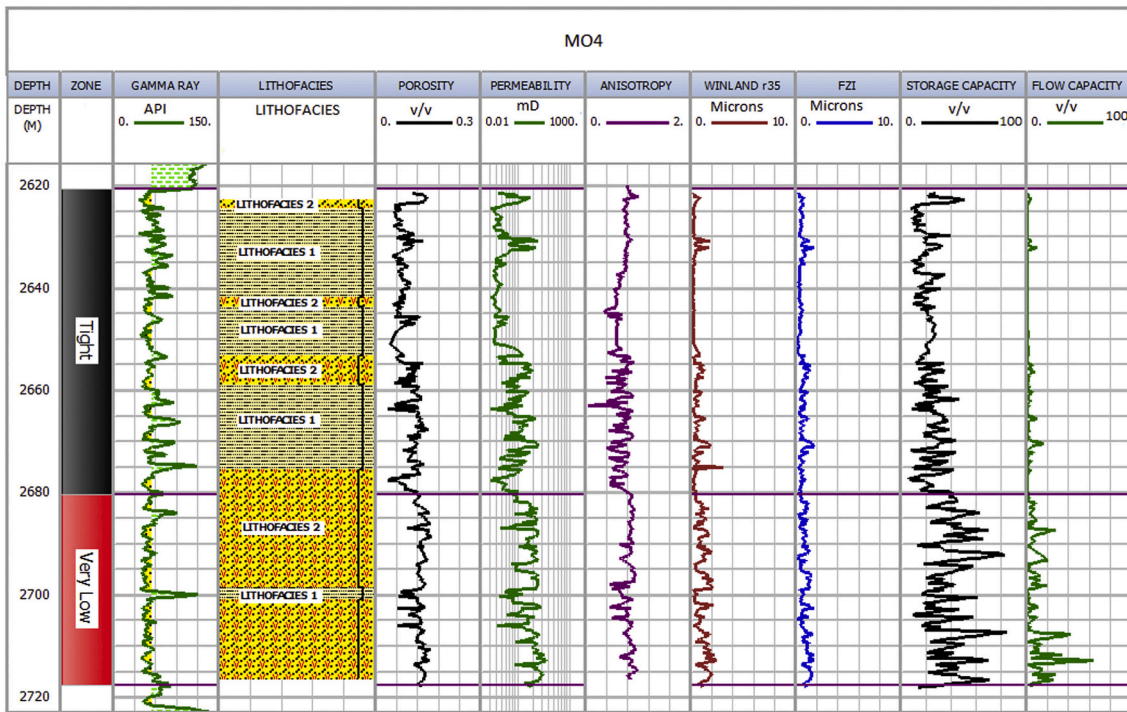 MO4
DEPTH ZONE GAMMA RAY LITHOFACIES POROSITY PERMEABILITY ANISOTROPY WINLAND r35 FZI STORAGE CAPACITY FLOW CAPACITY
DEPTH (M) API LITHOFACIES v/v mD Microns Microns v/v v/v
0. 150. 0. 0.3 0.01 1000. 0. 2. 0. 10. 0. 10. 0. 100 0. 100
2620
LITHOFACIES 2
LITHOFACIES 1
2640
LITHOFACIES 2
LITHOFACIES 1
Tight
LITHOFACIES 2
2660
LITHOFACIES 1
2680
LITHOFACIES 2
2700
LITHOFACIES 1
Very Low
2720